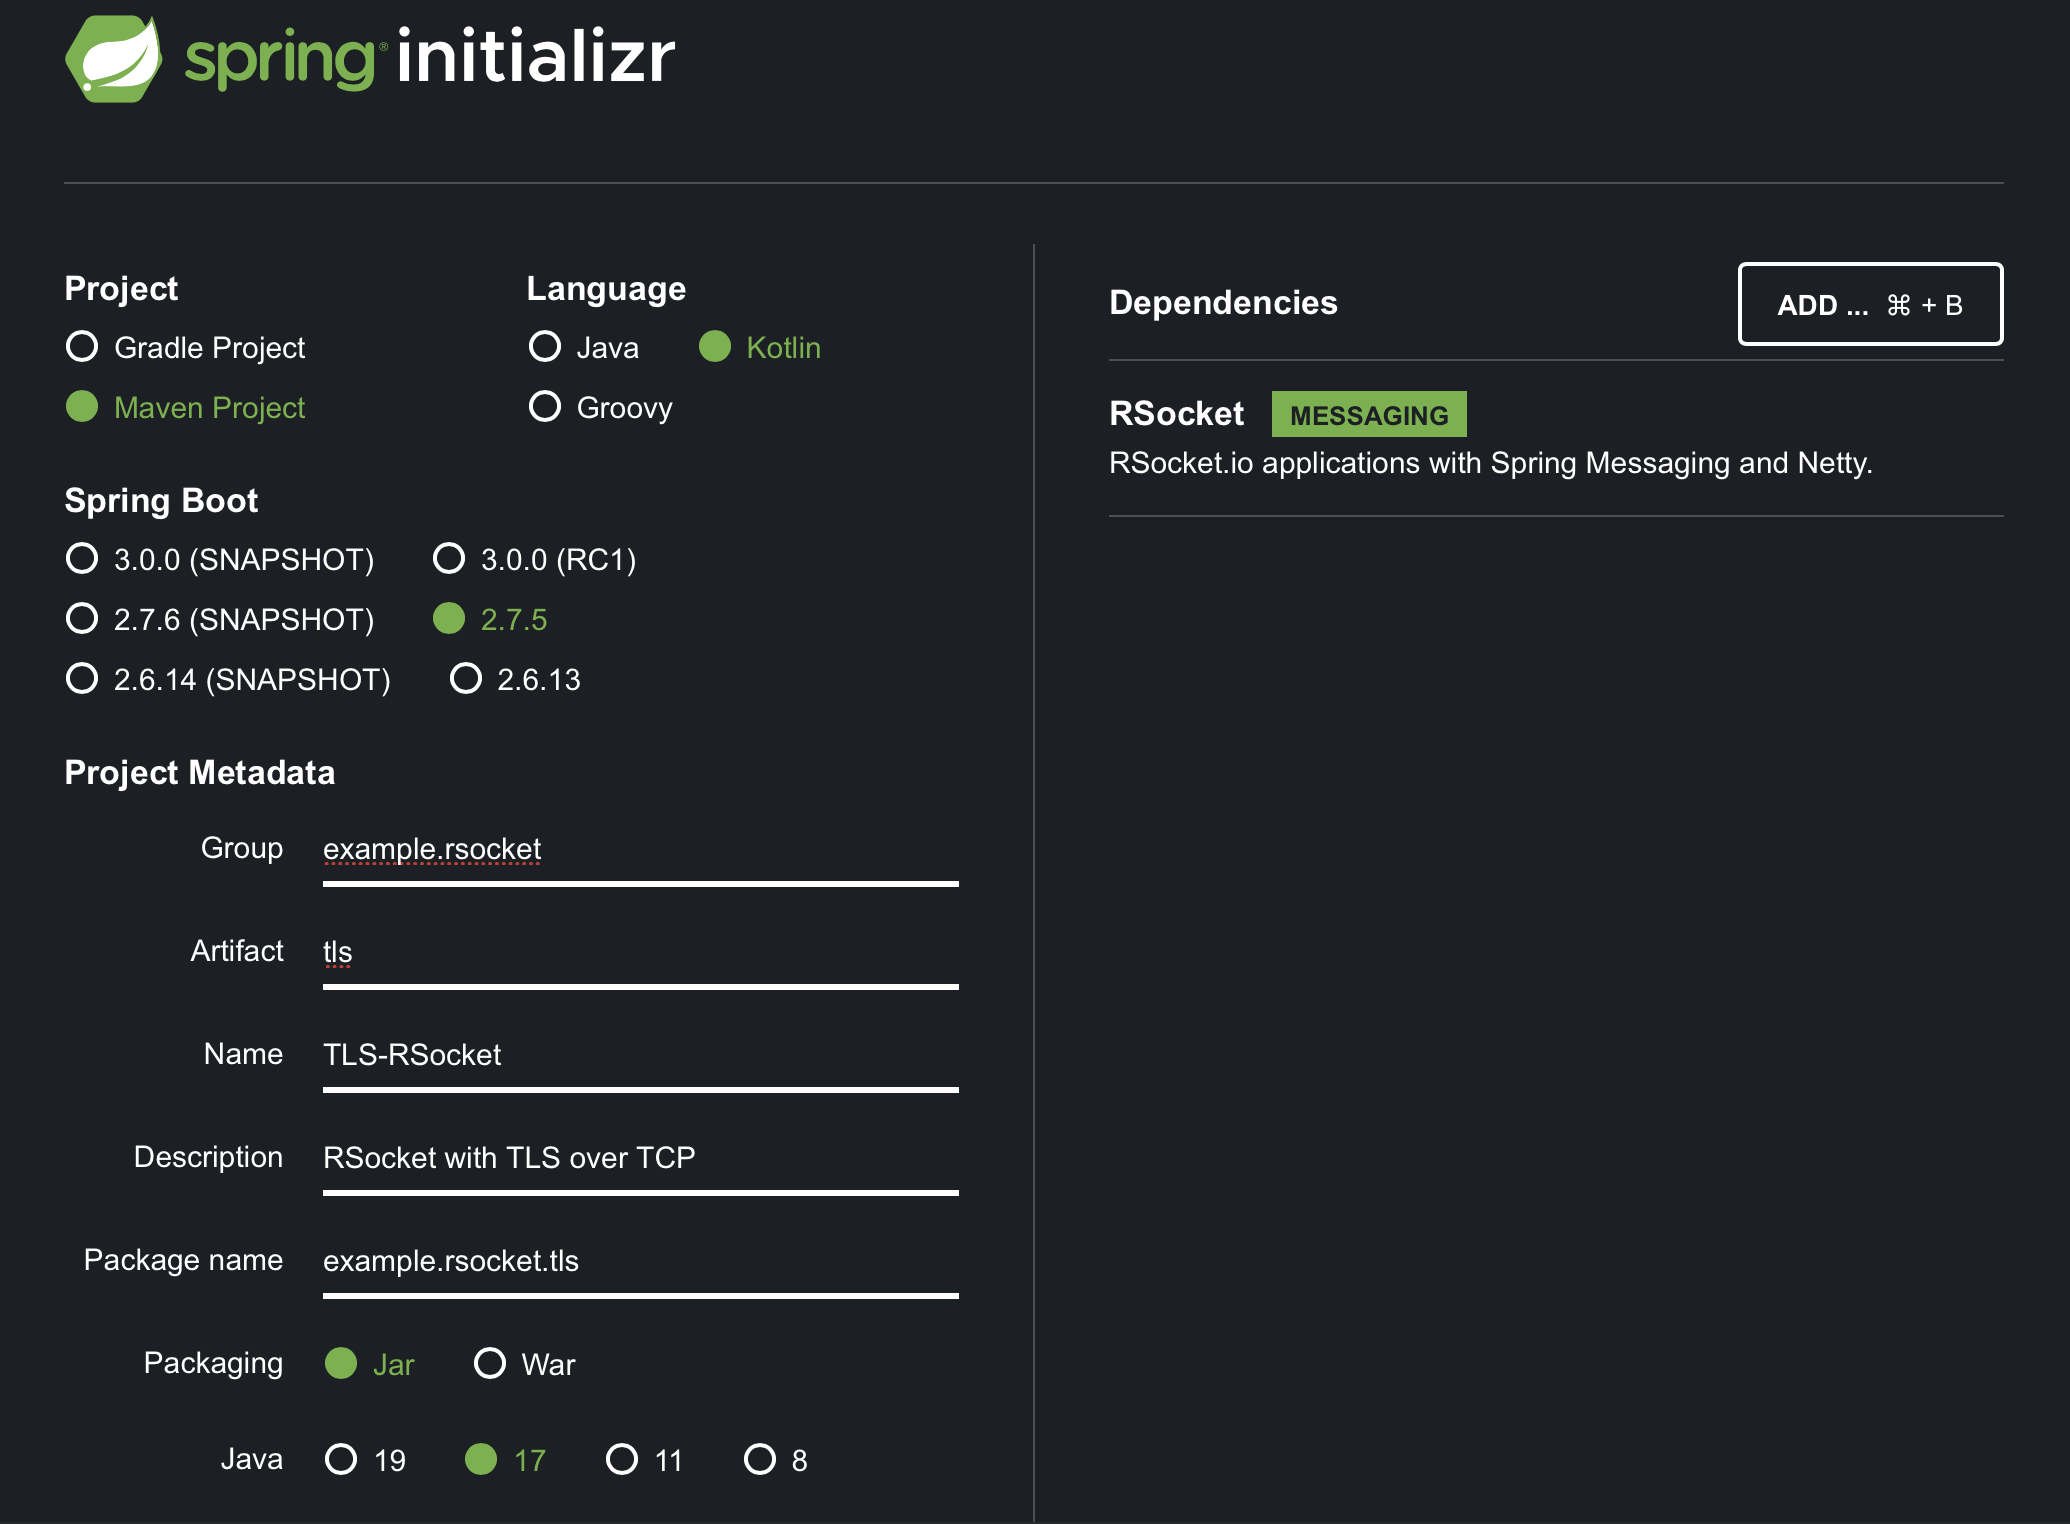 spring® initializr
Project
Gradle Project
Maven Project
Language
Java Kotlin
Groovy
Spring Boot
3.0.0 (SNAPSHOT) 3.0.0 (RC1)
2.7.6 (SNAPSHOT) 2.7.5
2.6.14 (SNAPSHOT) 2.6.13
Project Metadata
Group example.rsocket
Artifact tls
Name TLS-RSocket
Description RSocket with TLS over TCP
Package name example.rsocket.tls
Packaging Jar War
Java 19 17 11 8
Dependencies ADD ... ⌘ + B
RSocket MESSAGING
RSocket.io applications with Spring Messaging and Netty.